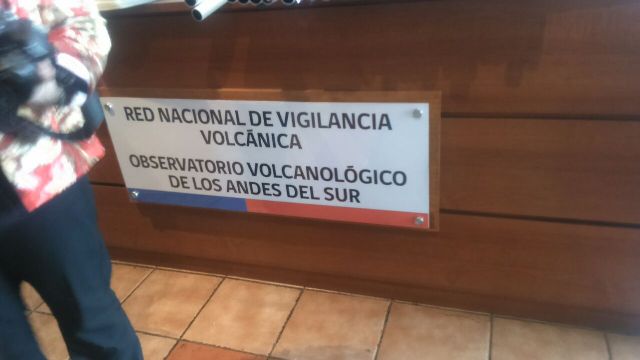 RED NACIONAL DE VIGILANCIA
VOLCÁNICA
OBSERVATORIO VOLCANOLÓGICO
DE LOS ANDES DEL SUR